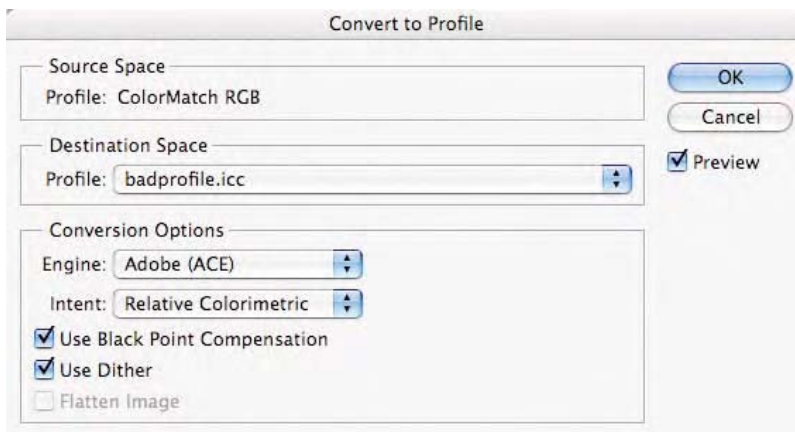 Convert to Profile
Source Space
Profile: ColorMatch RGB
OK
Cancel
Destination Space
Profile: badprofile.icc
Preview
Conversion Options
Engine: Adobe (ACE)
Intent: Relative Colorimetric
Use Black Point Compensation
Use Dither
Flatten Image